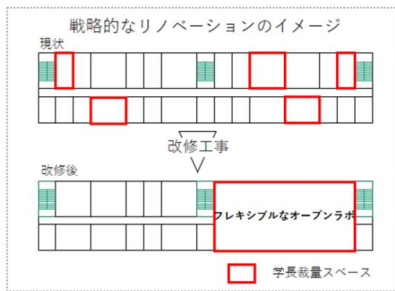 戦略的なリノベーションのイメージ
現状
改修工事
改修後
フレキシブルなオープンラボ
学長裁量スペース